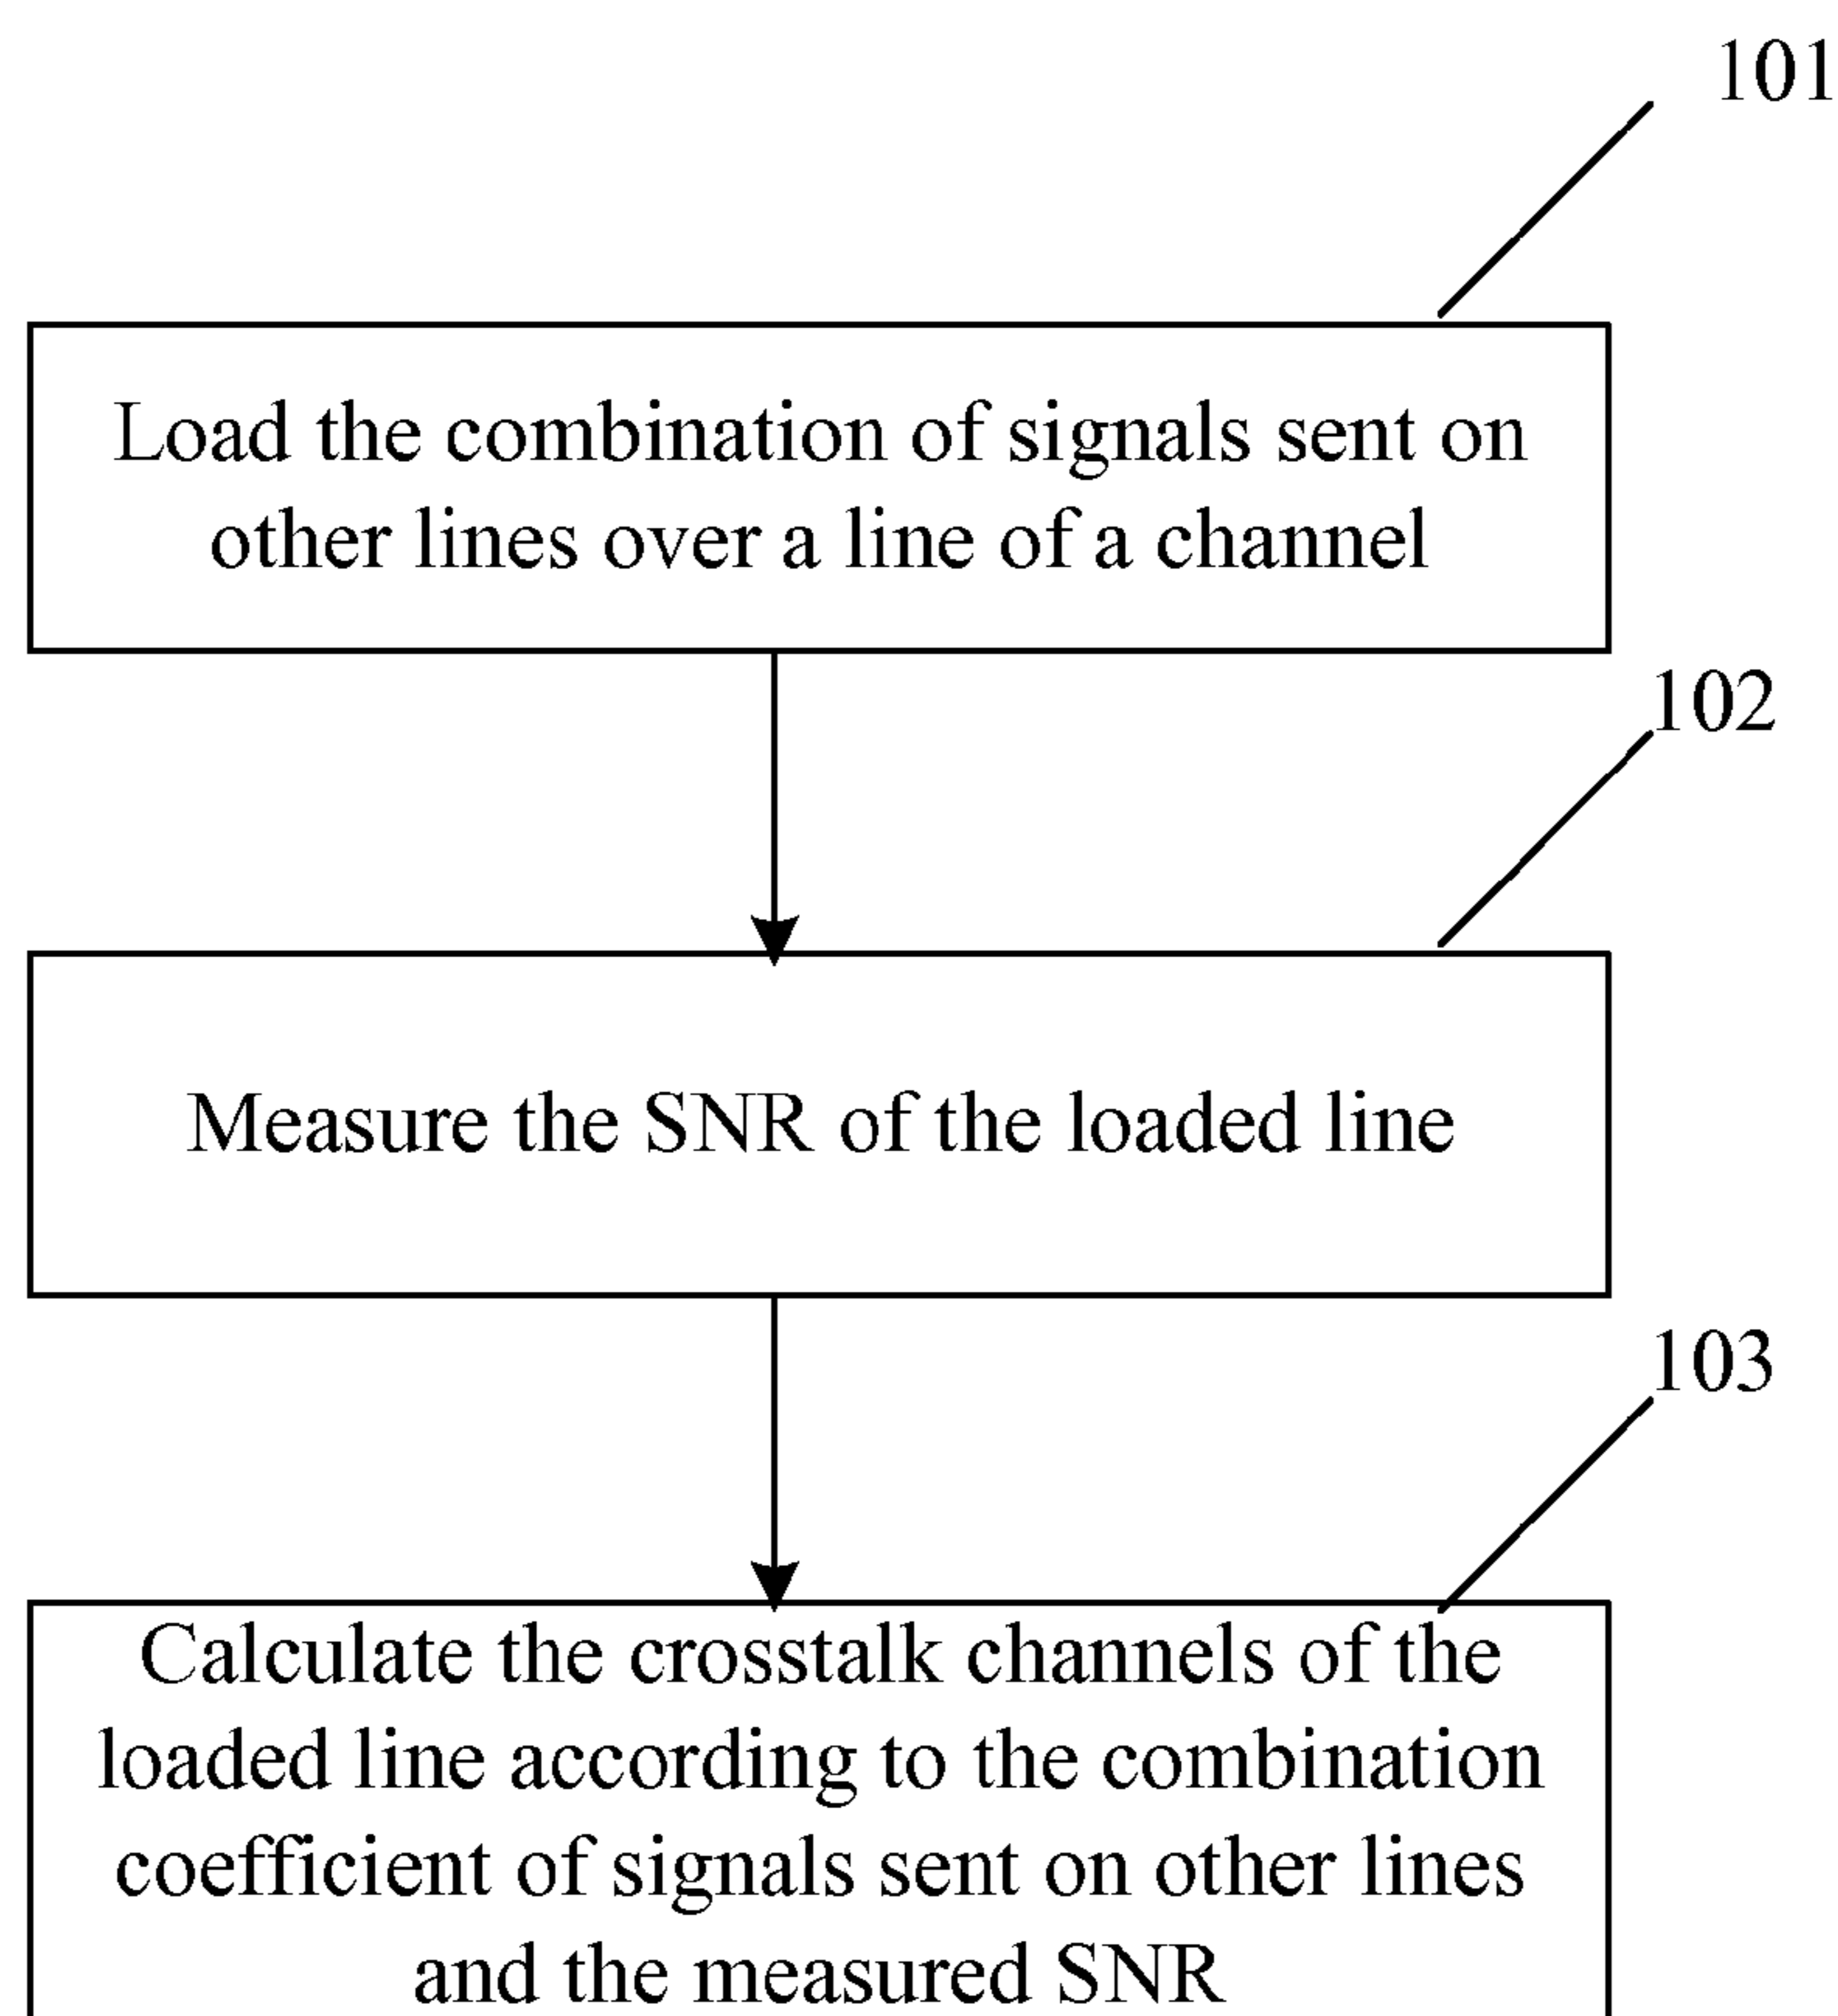 101
Load the combination of signals sent on
other lines over a line of a channel
102
Measure the SNR of the loaded line
103
Calculate the crosstalk channels of the
loaded line according to the combination
coefficient of signals sent on other lines
and the measured SNR